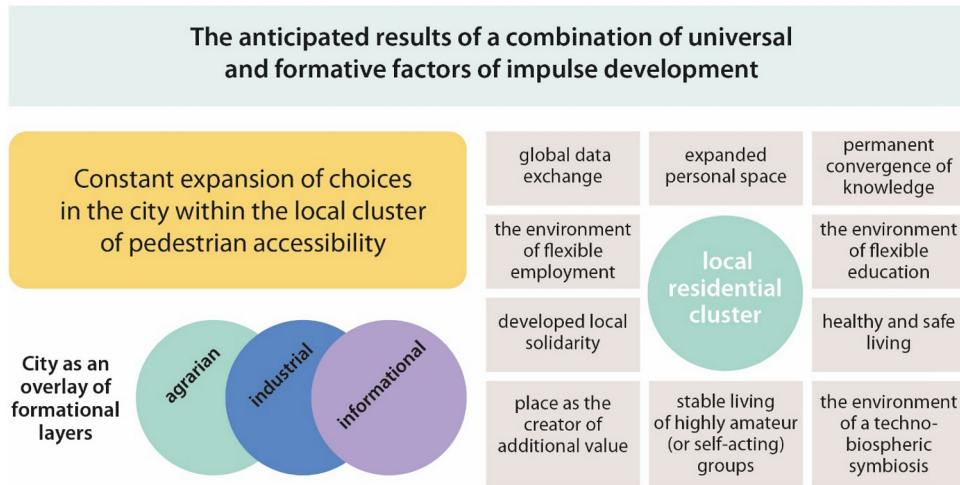 The anticipated results of a combination of universal
and formative factors of impulse development
Constant expansion of choices
in the city within the local cluster
of pedestrian accessibility
City as an
overlay of
formational
layers
agrarian
industrial
informational
global data
exchange
expanded
personal space
permanent
convergence of
knowledge
the environment
of flexible
employment
local
residential
cluster
the environment
of flexible
education
developed local
solidarity
healthy and safe
living
place as the
creator of
additional value
stable living
of highly amateur
(or self-acting)
groups
the environment
of a techno-
biospheric
symbiosis